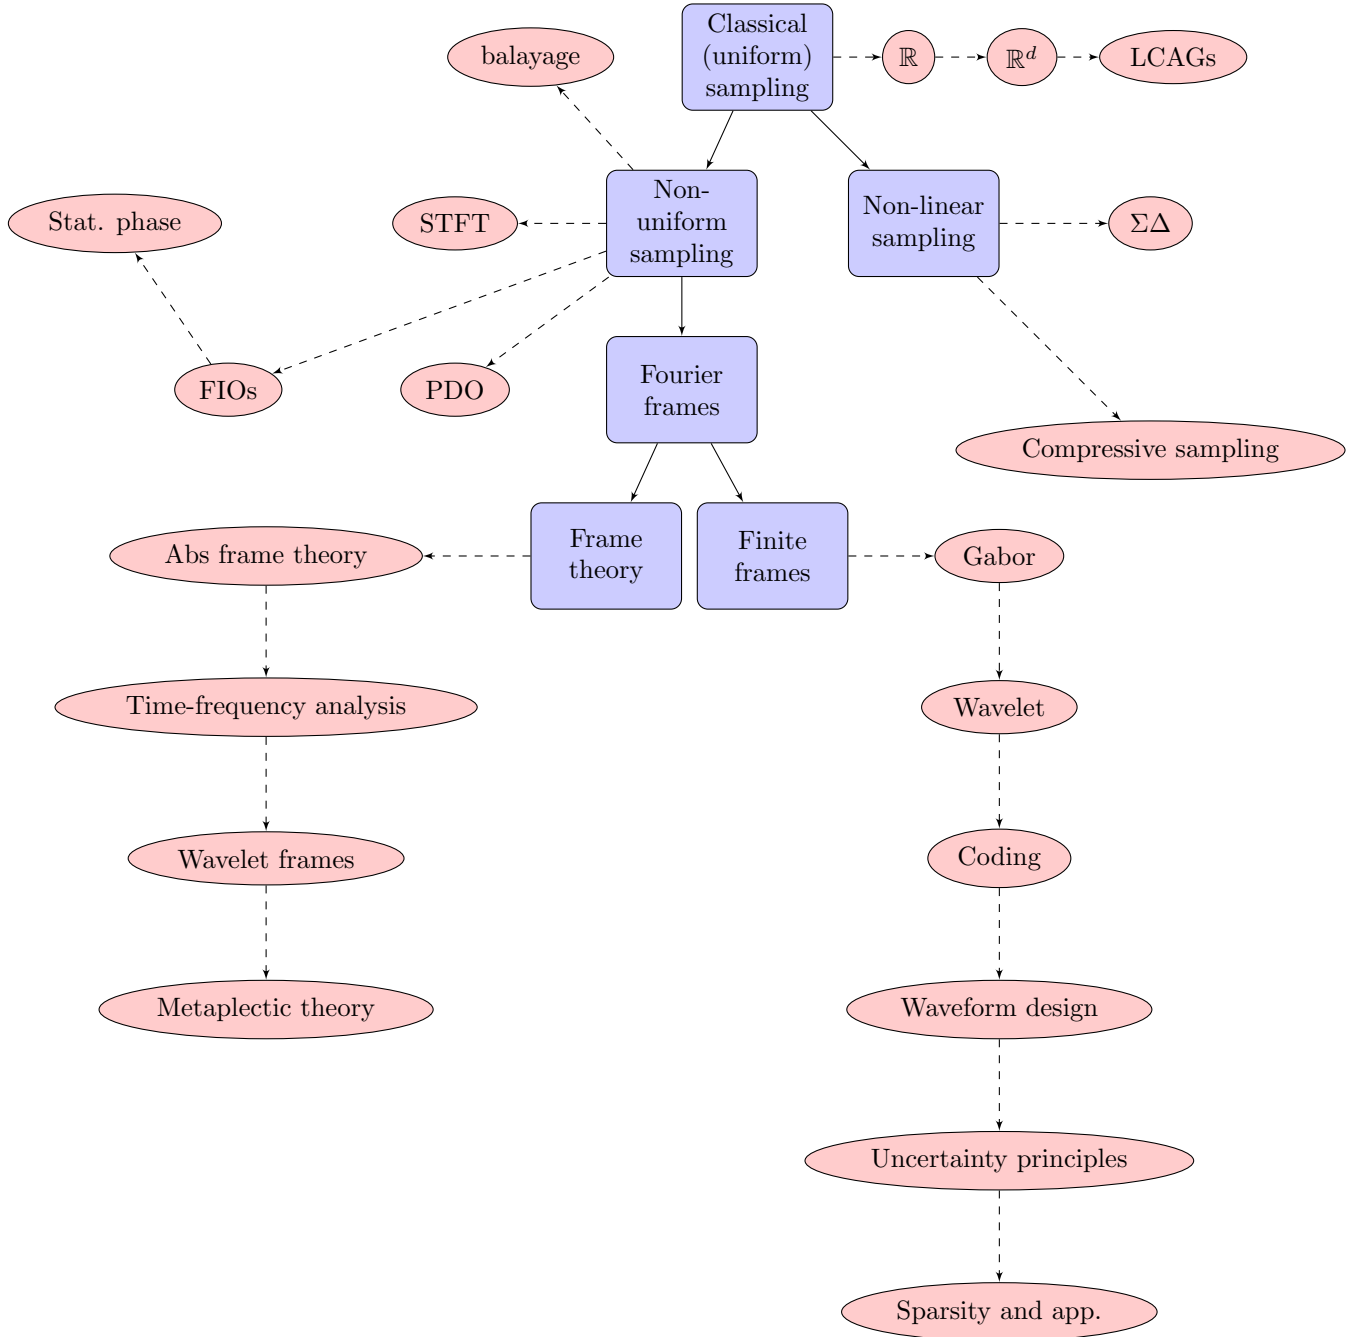 Classical
(uniform)
sampling
balayage
ℝ
ℝᵈ
LCAGs
Stat. phase
STFT
Non-
uniform
sampling
Non-linear
sampling
ΣΔ
FIOs
PDO
Fourier
frames
Compressive sampling
Abs frame theory
Frame
theory
Finite
frames
Gabor
Time-frequency analysis
Wavelet
Wavelet frames
Coding
Metaplectic theory
Waveform design
Uncertainty principles
Sparsity and app.